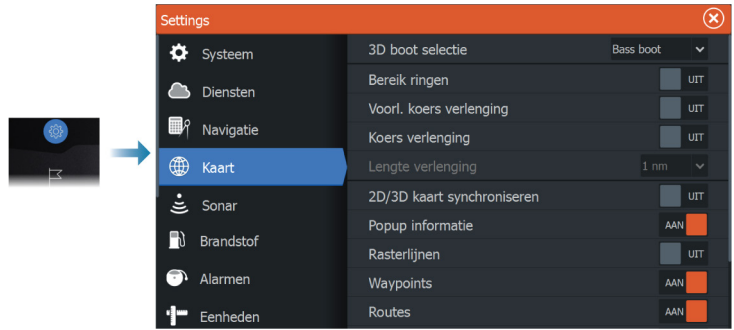 Settings
Systeem
Diensten
Navigatie
Kaart
Sonar
Brandstof
Alarmen
Eenheden
3D boot selectie Bass boot
Bereik ringen UIT
Voorl. koers verlenging UIT
Koers verlenging UIT
Lengte verlenging 1 nm
2D/3D kaart synchroniseren UIT
Popup informatie AAN
Rasterlijnen UIT
Waypoints AAN
Routes AAN